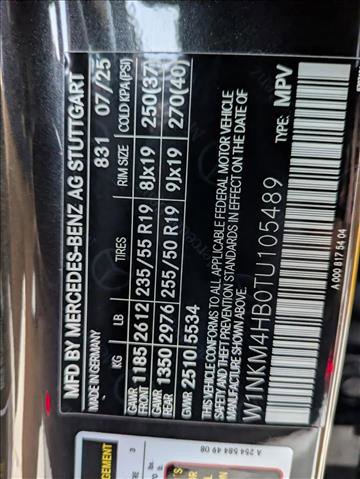 MFD BY MERCEDES-BENZ AG STUTTGART
MADE IN GERMANY 831 07/25
KG LB TIRES RIM SIZE COLD KPA(PSI)
GAWR FRONT 1185 2612 235/55 R19 8Jx19 250(37)
GAWR REAR 1350 2976 255/50 R19 9Jx19 270(40)
GVWR 2510 5534
THIS VEHICLE CONFORMS TO ALL APPLICABLE FEDERAL MOTOR VEHICLE
SAFETY AND THEFT PREVENTION STANDARDS IN EFFECT ON THE DATE OF
MANUFACTURE SHOWN ABOVE.
W1NKM4HB0TU105489 TYPE: MPV
A 000 817 54 04
A 254 584 49 08